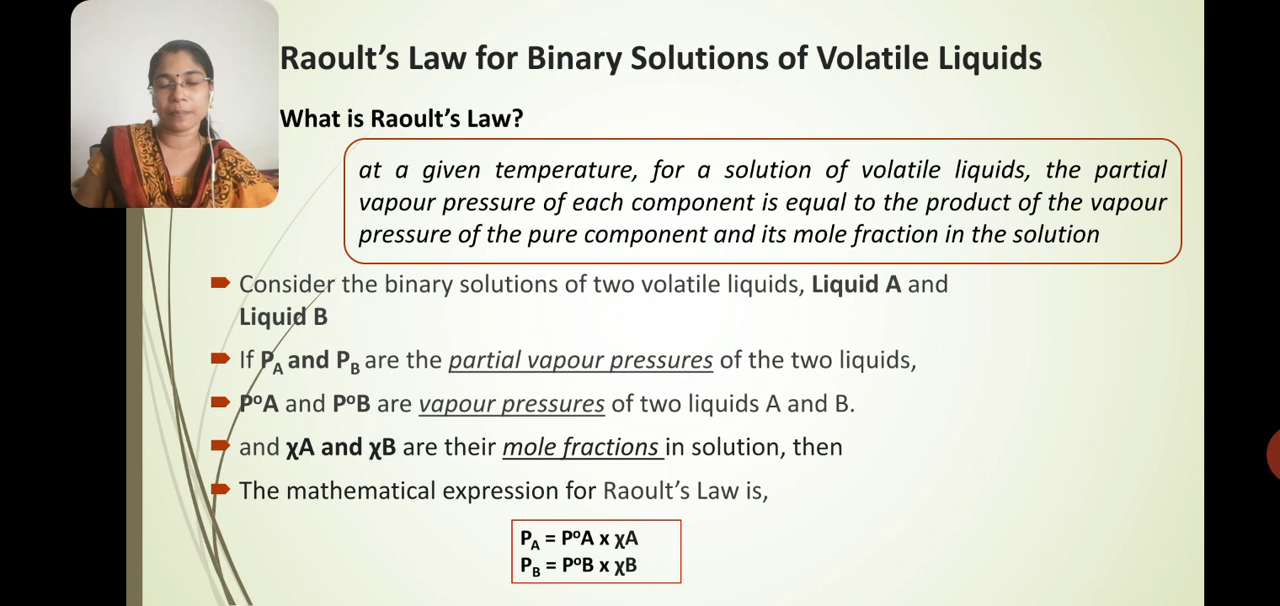 Raoult's Law for Binary Solutions of Volatile Liquids
What is Raoult's Law?
at a given temperature, for a solution of volatile liquids, the partial
vapour pressure of each component is equal to the product of the vapour
pressure of the pure component and its mole fraction in the solution
Consider the binary solutions of two volatile liquids, Liquid A and
Liquid B
If P_A and P_B are the partial vapour pressures of the two liquids,
PºA and PºB are vapour pressures of two liquids A and B.
and χA and χB are their mole fractions in solution, then
The mathematical expression for Raoult's Law is,
P_A = PºA x χA
P_B = PºB x χB